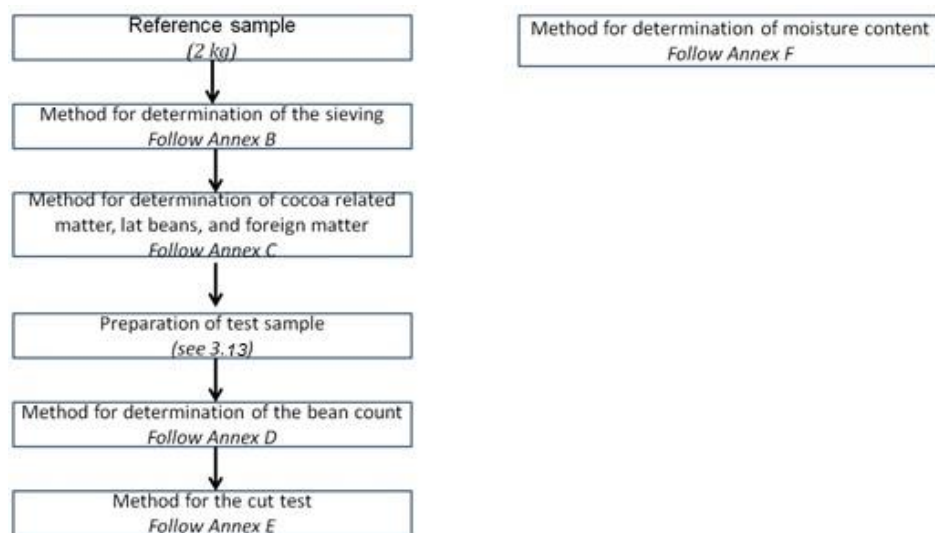 Reference sample
(2 kg)
Method for determination of the sieving
Follow Annex B
Method for determination of cocoa related
matter, lat beans, and foreign matter
Follow Annex C
Preparation of test sample
(see 3.13)
Method for determination of the bean count
Follow Annex D
Method for the cut test
Follow Annex E
Method for determination of moisture content
Follow Annex F